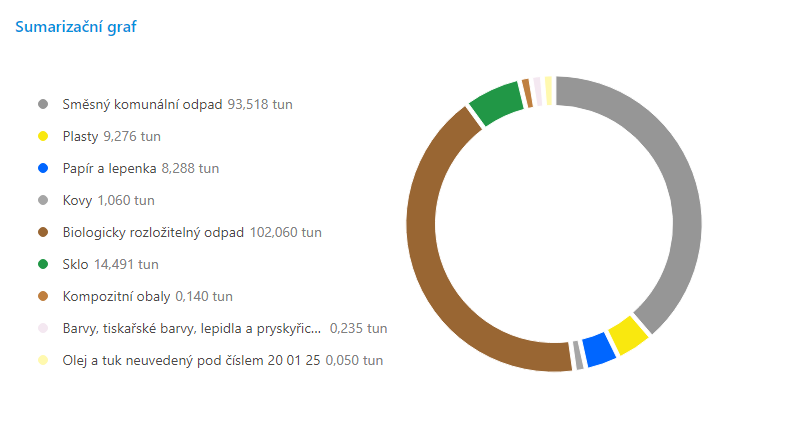 Sumarizační graf
Směsný komunální odpad 93,518 tun
Plasty 9,276 tun
Papír a lepenka 8,288 tun
Kovy 1,060 tun
Biologicky rozložitelný odpad 102,060 tun
Sklo 14,491 tun
Kompozitní obaly 0,140 tun
Barvy, tiskařské barvy, lepidla a pryskyřic... 0,235 tun
Olej a tuk neuvedený pod číslem 20 01 25 0,050 tun